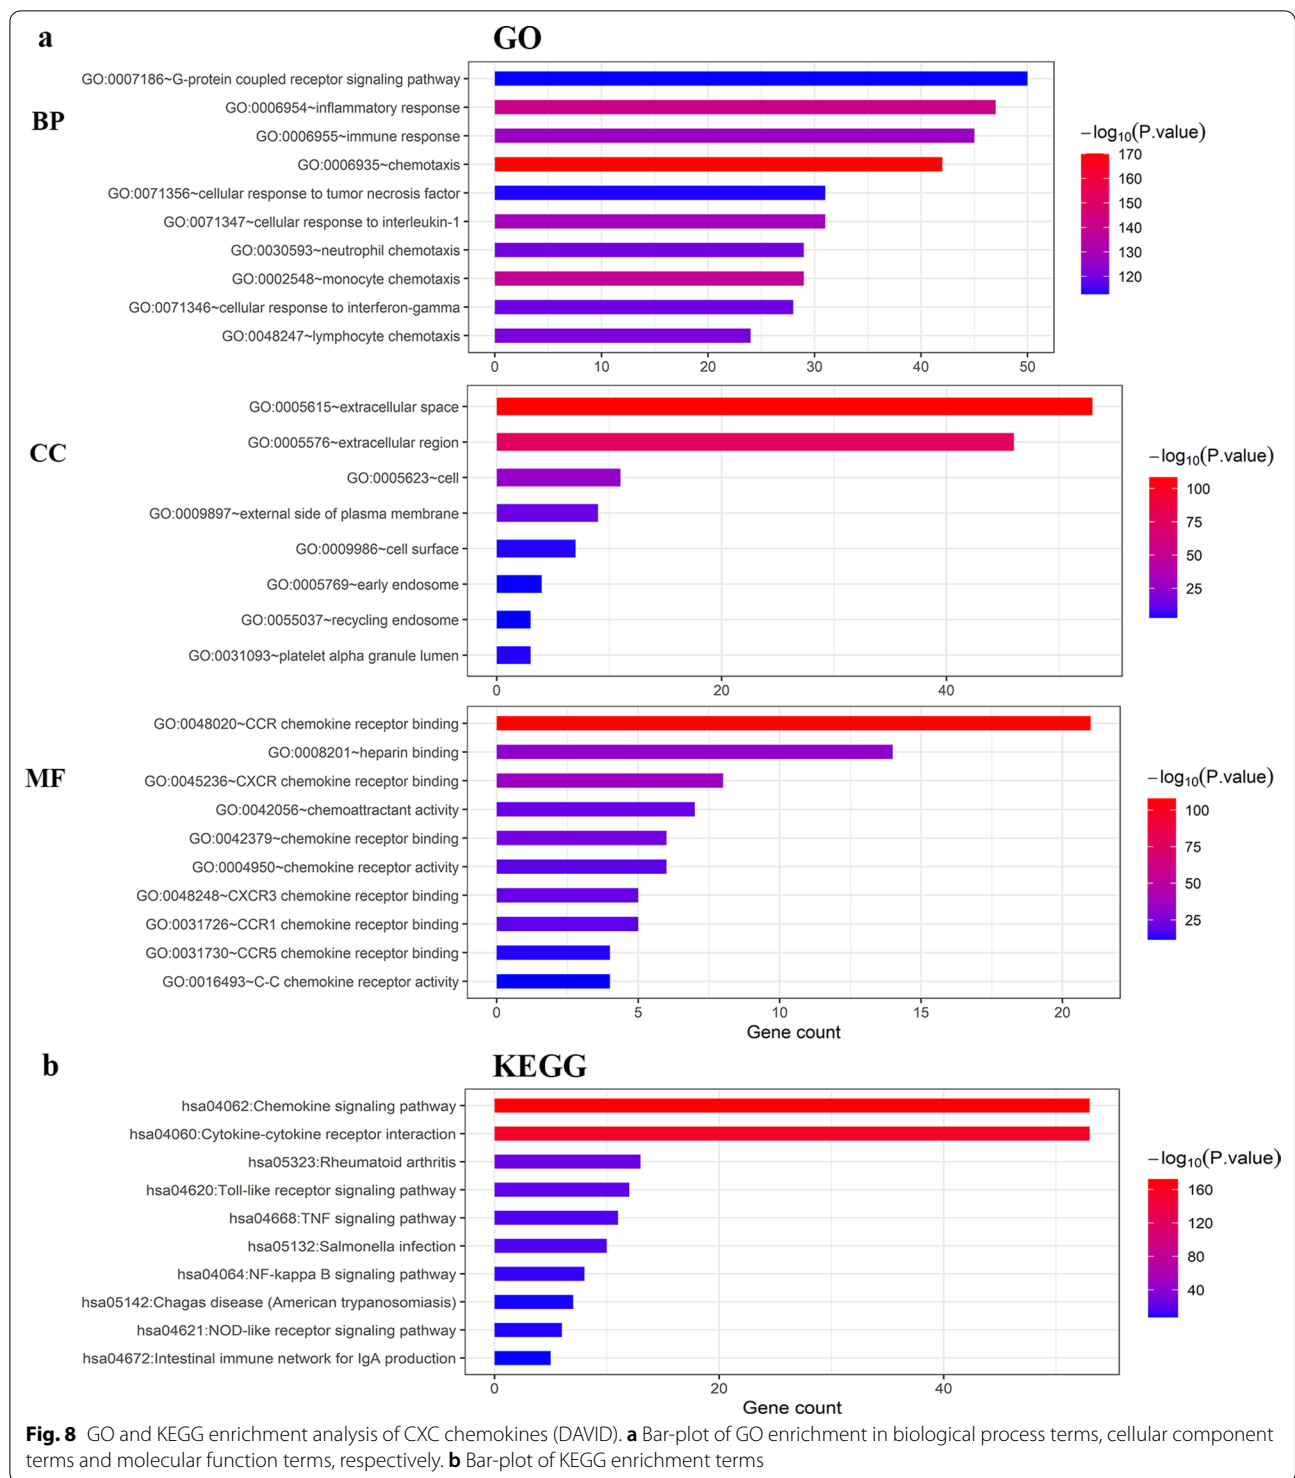 a
GO
BP
GO:0007186~G-protein coupled receptor signaling pathway
GO:0006954~inflammatory response
GO:0006955~immune response
GO:0006935~chemotaxis
GO:0071356~cellular response to tumor necrosis factor
GO:0071347~cellular response to interleukin-1
GO:0030593~neutrophil chemotaxis
GO:0002548~monocyte chemotaxis
GO:0071346~cellular response to interferon-gamma
GO:0048247~lymphocyte chemotaxis
0 10 20 30 40 50
−log₁₀(P.value)
170
160
150
140
130
120
CC
GO:0005615~extracellular space
GO:0005576~extracellular region
GO:0005623~cell
GO:0009897~external side of plasma membrane
GO:0009986~cell surface
GO:0005769~early endosome
GO:0055037~recycling endosome
GO:0031093~platelet alpha granule lumen
0 20 40
−log₁₀(P.value)
100
75
50
25
MF
GO:0048020~CCR chemokine receptor binding
GO:0008201~heparin binding
GO:0045236~CXCR chemokine receptor binding
GO:0042056~chemoattractant activity
GO:0042379~chemokine receptor binding
GO:0004950~chemokine receptor activity
GO:0048248~CXCR3 chemokine receptor binding
GO:0031726~CCR1 chemokine receptor binding
GO:0031730~CCR5 chemokine receptor binding
GO:0016493~C-C chemokine receptor activity
0 5 10 15 20
Gene count
−log₁₀(P.value)
100
75
50
25
b
KEGG
hsa04062:Chemokine signaling pathway
hsa04060:Cytokine-cytokine receptor interaction
hsa05323:Rheumatoid arthritis
hsa04620:Toll-like receptor signaling pathway
hsa04668:TNF signaling pathway
hsa05132:Salmonella infection
hsa04064:NF-kappa B signaling pathway
hsa05142:Chagas disease (American trypanosomiasis)
hsa04621:NOD-like receptor signaling pathway
hsa04672:Intestinal immune network for IgA production
0 20 40
Gene count
−log₁₀(P.value)
160
120
80
40
Fig. 8 GO and KEGG enrichment analysis of CXC chemokines (DAVID). a Bar-plot of GO enrichment in biological process terms, cellular component
terms and molecular function terms, respectively. b Bar-plot of KEGG enrichment terms